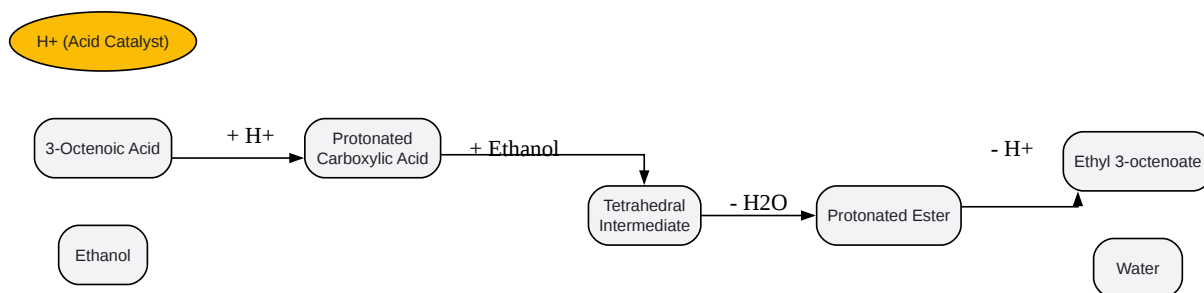 H+ (Acid Catalyst)
3-Octenoic Acid
+ H+
Protonated
Carboxylic Acid
+ Ethanol
Tetrahedral
Intermediate
- H2O
Protonated Ester
- H+
Ethyl 3-octenoate
Ethanol
Water